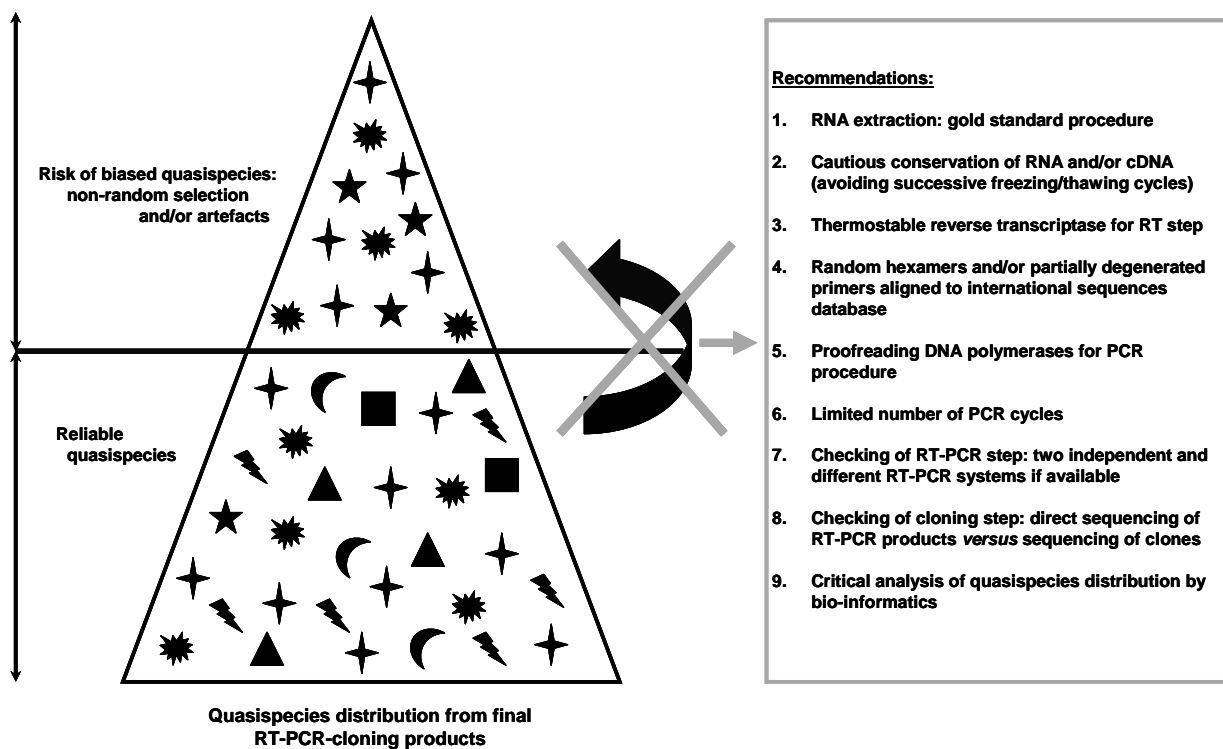 Risk of biased quasispecies:
non-random selection
and/or artefacts
Reliable
quasispecies
Quasispecies distribution from final
RT-PCR-cloning products
Recommendations:
1. RNA extraction: gold standard procedure
2. Cautious conservation of RNA and/or cDNA
(avoiding successive freezing/thawing cycles)
3. Thermostable reverse transcriptase for RT step
4. Random hexamers and/or partially degenerated
primers aligned to international sequences
database
5. Proofreading DNA polymerases for PCR
procedure
6. Limited number of PCR cycles
7. Checking of RT-PCR step: two independent and
different RT-PCR systems if available
8. Checking of cloning step: direct sequencing of
RT-PCR products versus sequencing of clones
9. Critical analysis of quasispecies distribution by
bio-informatics